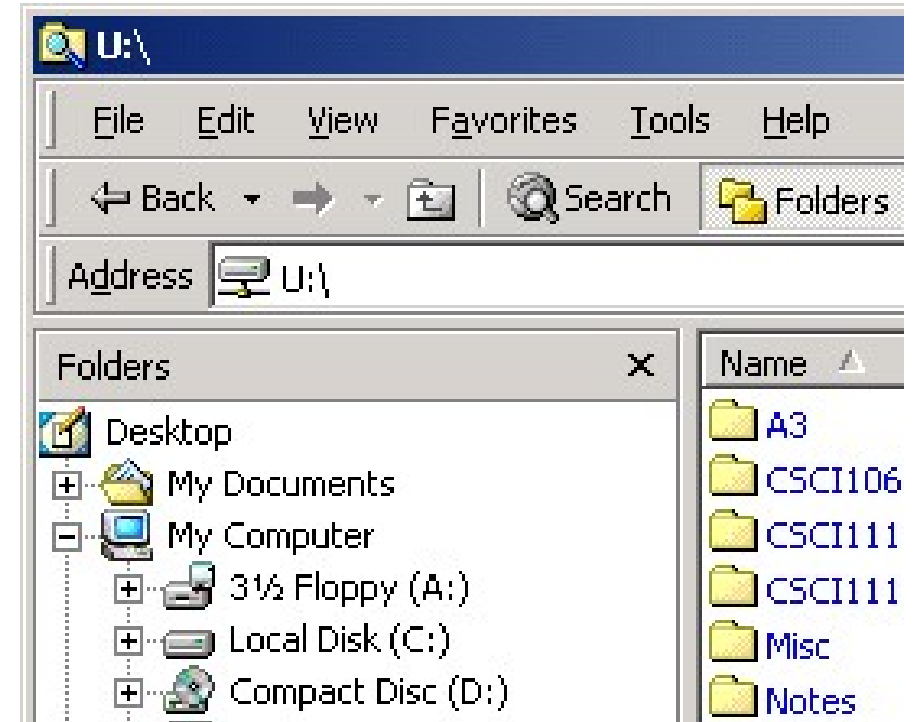 U:\
File Edit View Favorites Tools Help
Back Search Folders
Address U:\
Folders
Desktop
My Documents
My Computer
3½ Floppy (A:)
Local Disk (C:)
Compact Disc (D:)
Name
A3
CSCI106
CSCI111
CSCI111
Misc
Notes